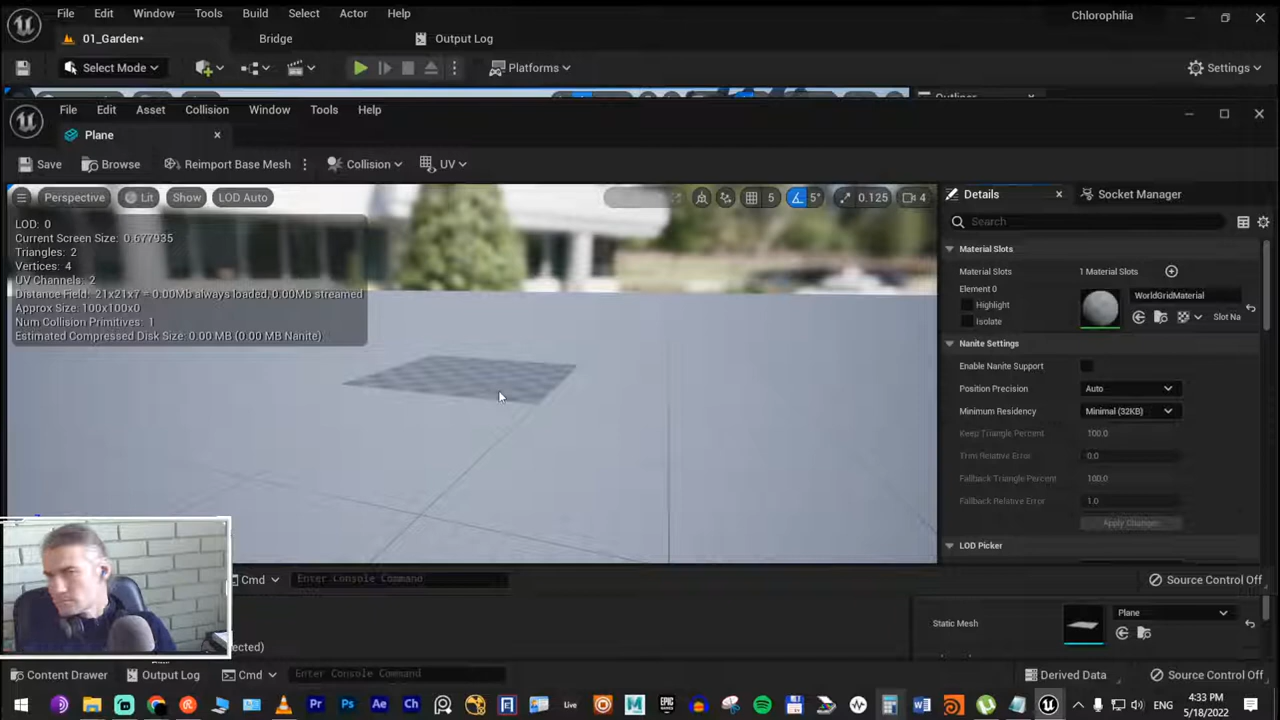 File Edit Window Tools Build Select Actor Help
Chlorophilia
01_Garden* Bridge Output Log
Select Mode Platforms Settings
File Edit Asset Collision Window Tools Help
Plane
Save Browse Reimport Base Mesh Collision UV
Perspective Lit Show LOD Auto 5 5° 0.125 4
Details Socket Manager
Search
LOD: 0
Current Screen Size: 0.677935
Triangles: 2
Vertices: 4
UV Channels: 2
Distance Field: 21x21x7 = 0.00Mb always loaded, 0.00Mb streamed
Approx Size: 100x100x0
Num Collision Primitives: 1
Estimated Compressed Disk Size: 0.00 MB (0.00 MB Nanite)
Material Slots
Material Slots 1 Material Slots
Element 0
Highlight
Isolate
WorldGridMaterial
Slot Na
Nanite Settings
Enable Nanite Support
Position Precision Auto
Minimum Residency Minimal (32KB)
Keep Triangle Percent 100.0
Trim Relative Error 0.0
Fallback Triangle Percent 100.0
Fallback Relative Error 1.0
Apply Changes
LOD Picker
Cmd Enter Console Command Source Control Off
Static Mesh Plane
ected)
Content Drawer Output Log Cmd Enter Console Command Derived Data Source Control Off
Pr Ps Ae Ch Live EPIC GAMES ENG
4:33 PM
5/18/2022